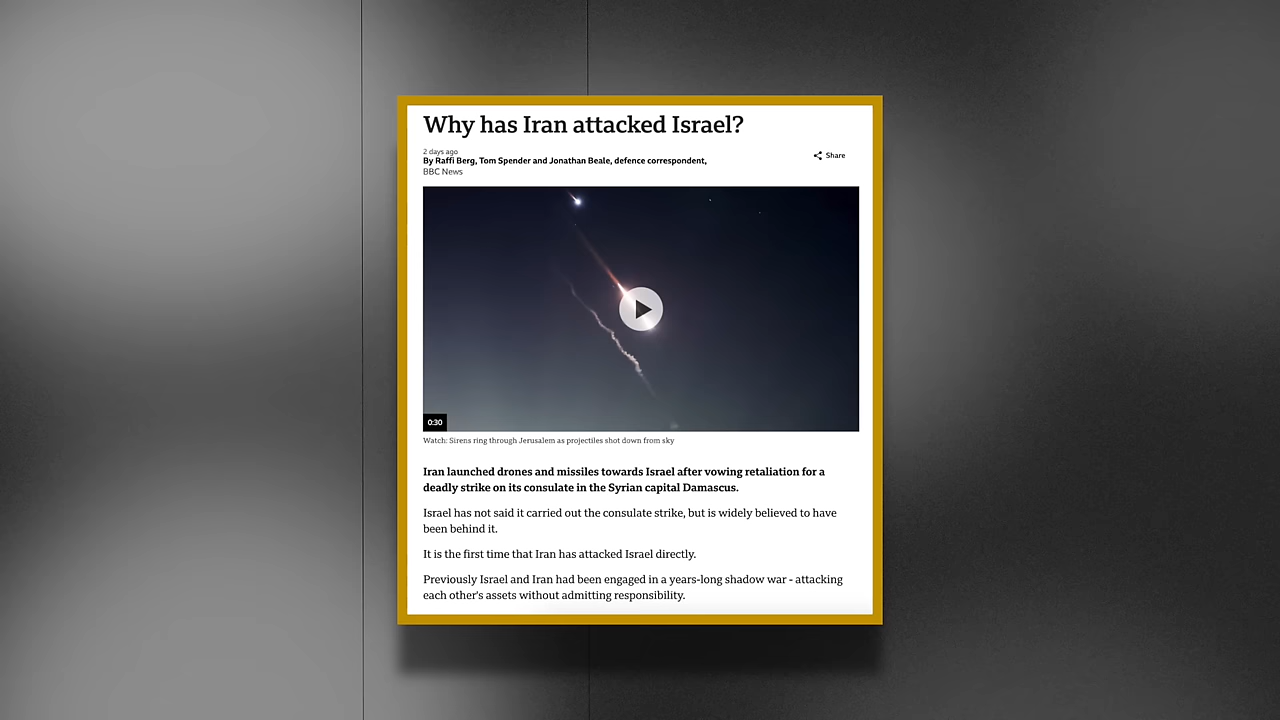 Why has Iran attacked Israel?
2 days ago
By Raffi Berg, Tom Spender and Jonathan Beale, defence correspondent,
BBC News
Share
0:30
Watch: Sirens ring through Jerusalem as projectiles shot down from sky
Iran launched drones and missiles towards Israel after vowing retaliation for a
deadly strike on its consulate in the Syrian capital Damascus.
Israel has not said it carried out the consulate strike, but is widely believed to have
been behind it.
It is the first time that Iran has attacked Israel directly.
Previously Israel and Iran had been engaged in a years-long shadow war - attacking
each other's assets without admitting responsibility.